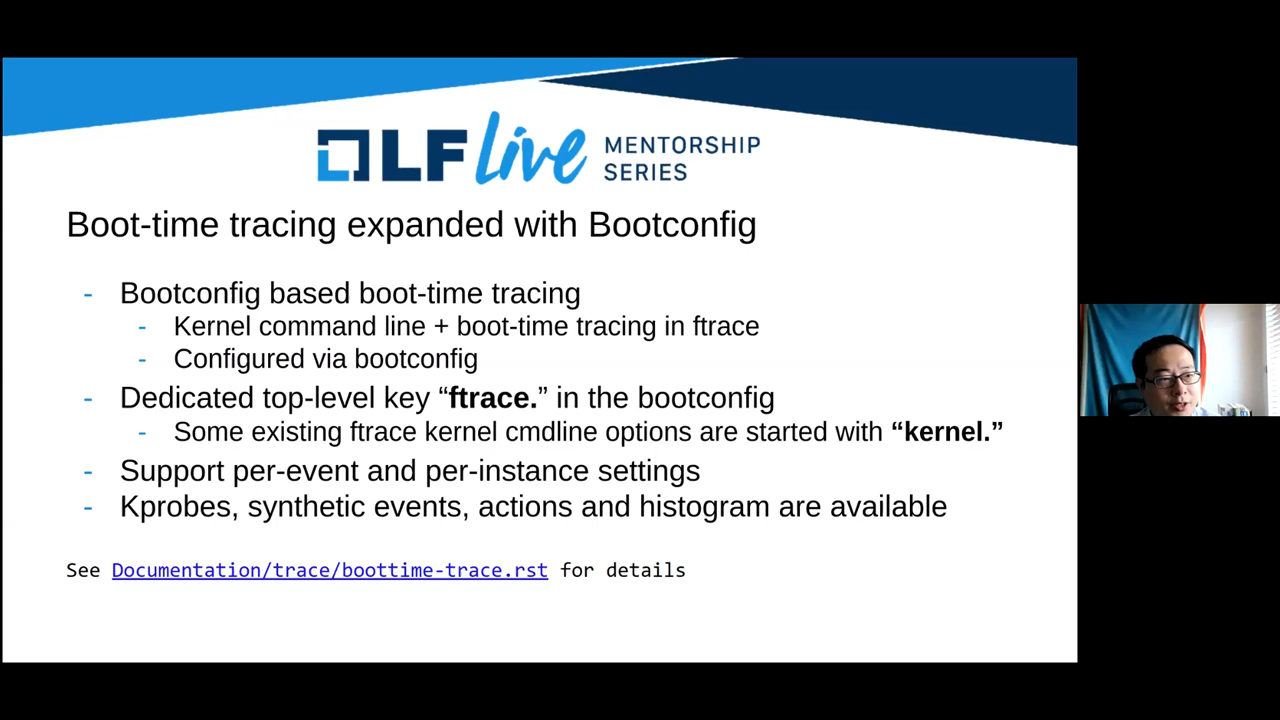 LF Live MENTORSHIP
SERIES
Boot-time tracing expanded with Bootconfig
- Bootconfig based boot-time tracing
- Kernel command line + boot-time tracing in ftrace
- Configured via bootconfig
- Dedicated top-level key “ftrace.” in the bootconfig
- Some existing ftrace kernel cmdline options are started with “kernel.”
- Support per-event and per-instance settings
- Kprobes, synthetic events, actions and histogram are available
See Documentation/trace/boottime-trace.rst for details